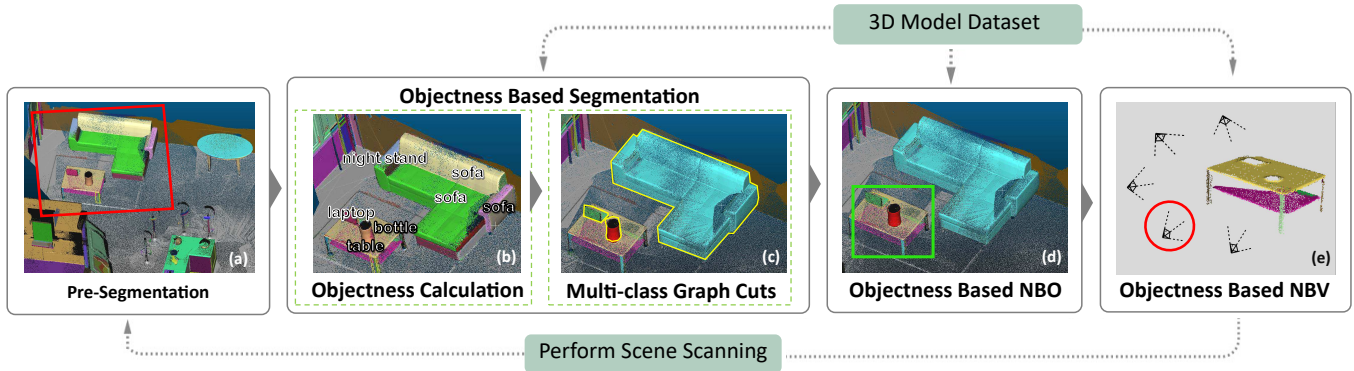 3D Model Dataset
Objectness Based Segmentation
night stand
sofa
sofa
sofa
laptop
bottle
table
(a)
(b)
(c)
(d)
(e)
Pre-Segmentation
Objectness Calculation
Multi-class Graph Cuts
Objectness Based NBO
Objectness Based NBV
Perform Scene Scanning